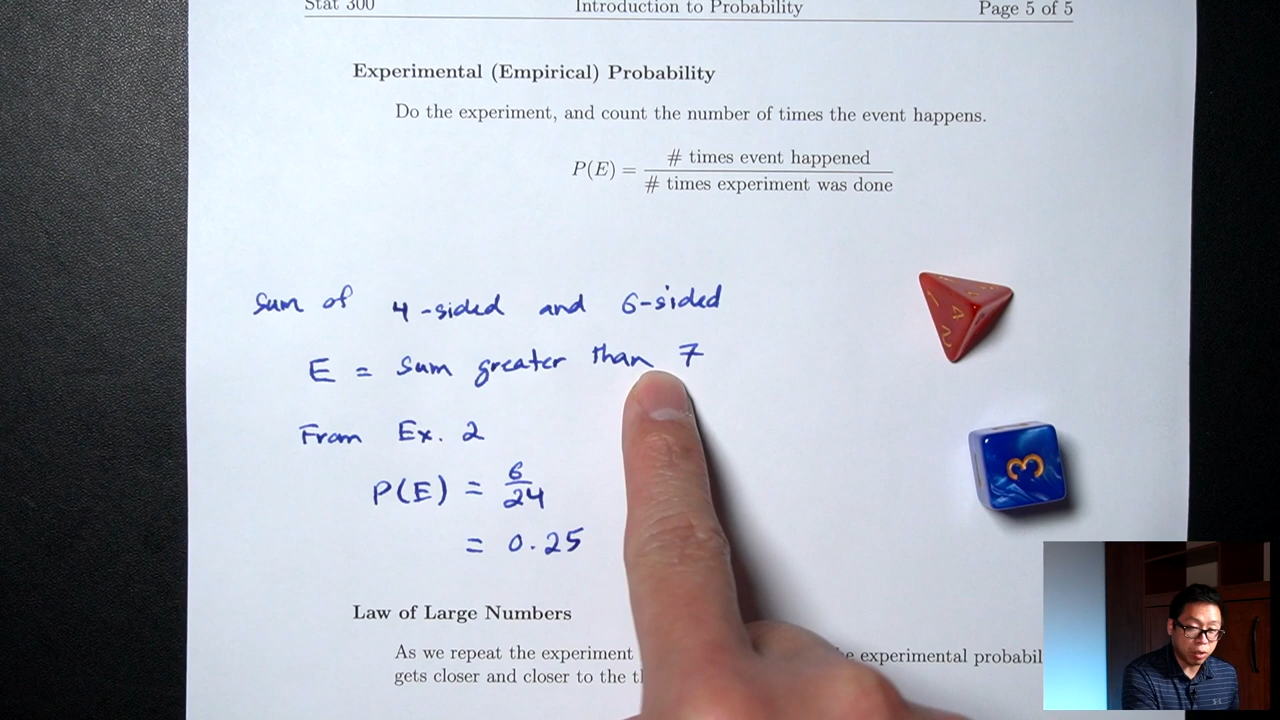 Stat 300 Introduction to Probability Page 5 of 5
Experimental (Empirical) Probability
Do the experiment, and count the number of times the event happens.
P(E) = # times event happened / # times experiment was done
Sum of 4-sided and 6-sided
E = Sum greater than 7
From Ex. 2
P(E) = 6/24
= 0.25
3
Law of Large Numbers
As we repeat the experiment experimental
gets closer and closer to the